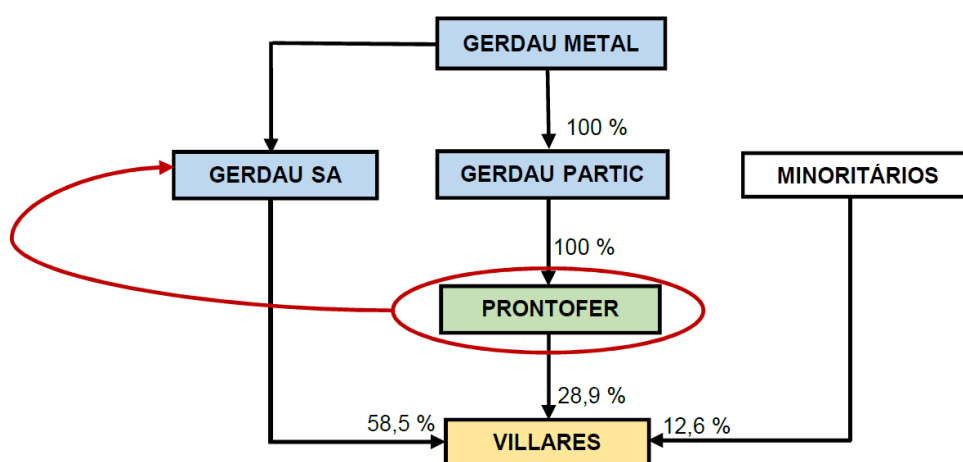 GERDAU METAL
100 %
GERDAU SA
GERDAU PARTIC
MINORITÁRIOS
100 %
PRONTOFER
28,9 %
58,5 %
12,6 %
VILLARES